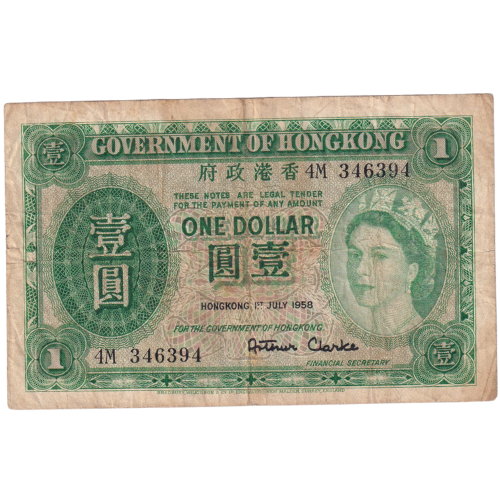 GOVERNMENT OF HONGKONG
壹
1
府政港香
4M 346394
THESE NOTES ARE LEGAL TENDER
FOR THE PAYMENT OF ANY AMOUNT
ONE DOLLAR
壹圓
圓壹
HONGKONG, 1ST JULY 1958
FOR THE GOVERNMENT OF HONGKONG.
Arthur Clarke
FINANCIAL SECRETARY
4M 346394
1
壹